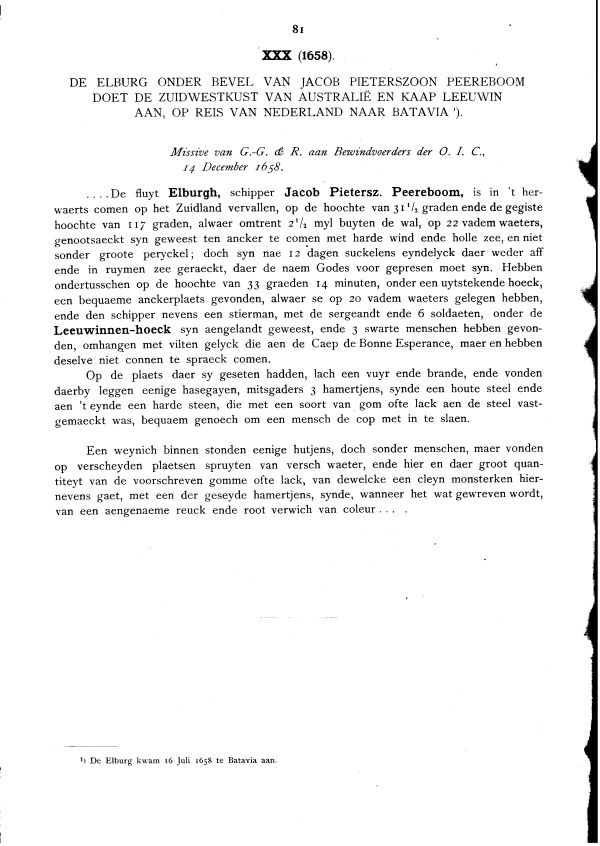 81
XXX (1658).
DE ELBURG ONDER BEVEL VAN JACOB PIETERSZOON PEEREBOOM
DOET DE ZUIDWESTKUST VAN AUSTRALIË EN KAAP LEEUWIN
AAN, OP REIS VAN NEDERLAND NAAR BATAVIA ¹).
Missive van G.-G. & R. aan Bewindvoerders der O. I. C.,
14 December 1658.
. . . . De fluyt Elburgh, schipper Jacob Pietersz. Peereboom, is in 't her-
waerts comen op het Zuidland vervallen, op de hoochte van 31½ graden ende de gegiste
hoochte van 117 graden, alwaer omtrent 2½ myl buyten de wal, op 22 vadem waeters,
genootsaeckt syn geweest ten ancker te comen met harde wind ende holle zee, en niet
sonder groote peryckel; doch syn nae 12 dagen suckelens eyndelyck daer weder aff
ende in ruymen zee geraeckt, daer de naem Godes voor gepresen moet syn. Hebben
ondertusschen op de hoochte van 33 graeden 14 minuten, onder een uytstekende hoeck,
een bequaeme anckerplaets gevonden, alwaer se op 20 vadem waeters gelegen hebben,
ende den schipper nevens een stierman, met de sergeandt ende 6 soldaeten, onder de
Leeuwinnen-hoeck syn aengelandt geweest, ende 3 swarte menschen hebben gevon-
den, omhangen met vilten gelyck die aen de Caep de Bonne Esperance, maer en hebben
deselve niet connen te spraeck comen.
Op de plaets daer sy geseten hadden, lach een vuyr ende brande, ende vonden
daerby leggen eenige hasegayen, mitsgaders 3 hamertjens, synde een houte steel ende
aen 't eynde een harde steen, die met een soort van gom ofte lack aen de steel vast-
gemaeckt was, bequaem genoech om een mensch de cop met in te slaen.
Een weynich binnen stonden eenige hutjens, doch sonder menschen, maer vonden
op verscheyden plaetsen spruyten van versch waeter, ende hier en daer groot quan-
titeyt van de voorschreven gomme ofte lack, van dewelcke een cleyn monsterken hier-
nevens gaet, met een der geseyde hamertjens, synde, wanneer het wat gewreven wordt,
van een aengenaeme reuck ende root verwich van coleur . . . .
¹) De Elburg kwam 16 Juli 1658 te Batavia aan.